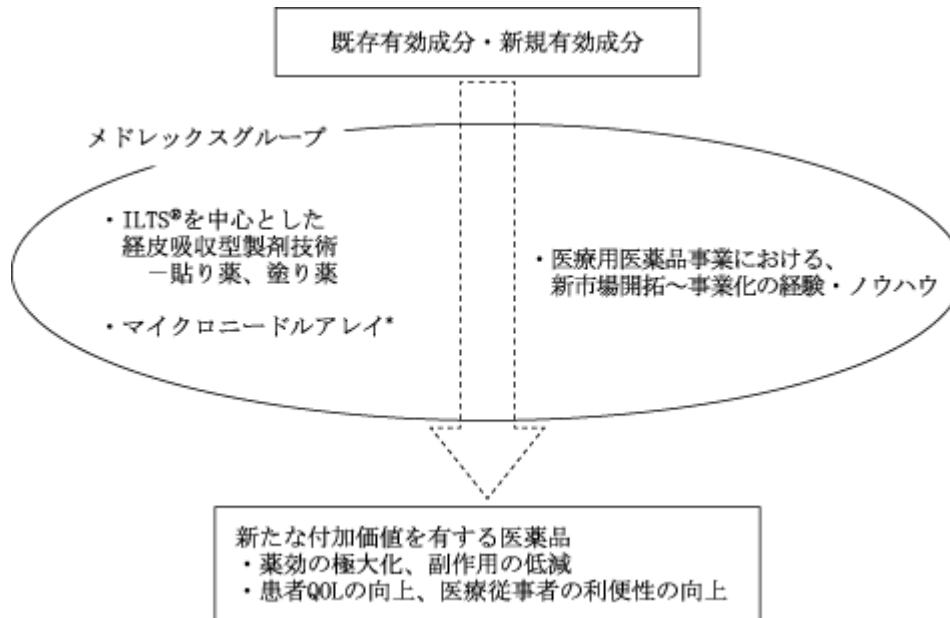 既存有効成分・新規有効成分
メドレックスグループ
・ILTS®を中心とした
経皮吸収型製剤技術
－貼り薬、塗り薬
・マイクロニードルアレイ*
・医療用医薬品事業における、
新市場開拓～事業化の経験・ノウハウ
新たな付加価値を有する医薬品
・薬効の極大化、副作用の低減
・患者QOLの向上、医療従事者の利便性の向上